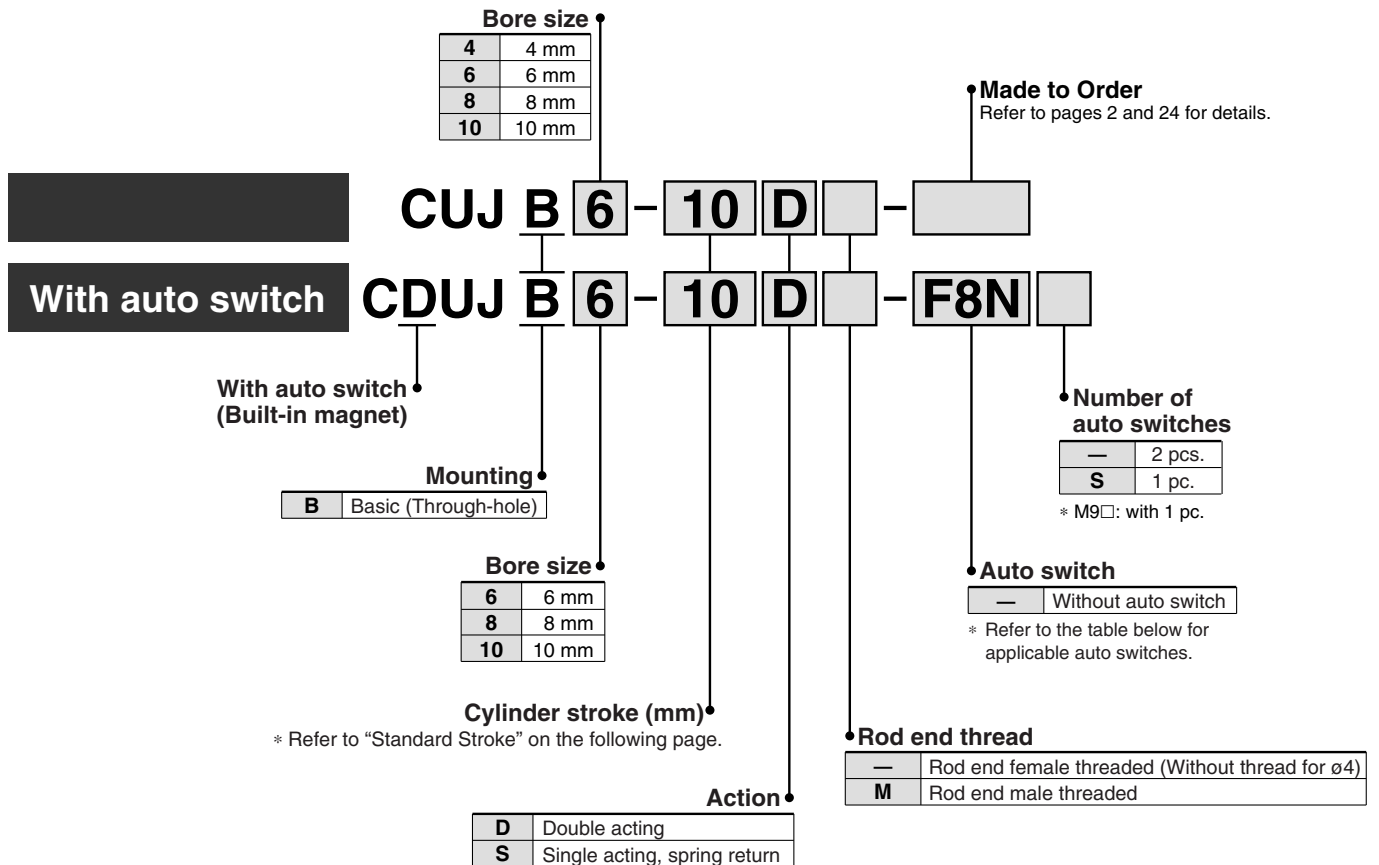 Bore size
4 4 mm
6 6 mm
8 8 mm
10 10 mm
Made to Order
Refer to pages 2 and 24 for details.
CUJ B 6 – 10 D –
With auto switch CDUJ B 6 – 10 D – F8N
With auto switch
(Built-in magnet)
Number of
auto switches
— 2 pcs.
S 1 pc.
* M9□: with 1 pc.
Mounting
B Basic (Through-hole)
Bore size
6 6 mm
8 8 mm
10 10 mm
Auto switch
— Without auto switch
* Refer to the table below for
applicable auto switches.
Cylinder stroke (mm)
* Refer to “Standard Stroke” on the following page.
Rod end thread
— Rod end female threaded (Without thread for ø4)
M Rod end male threaded
Action
D Double acting
S Single acting, spring return